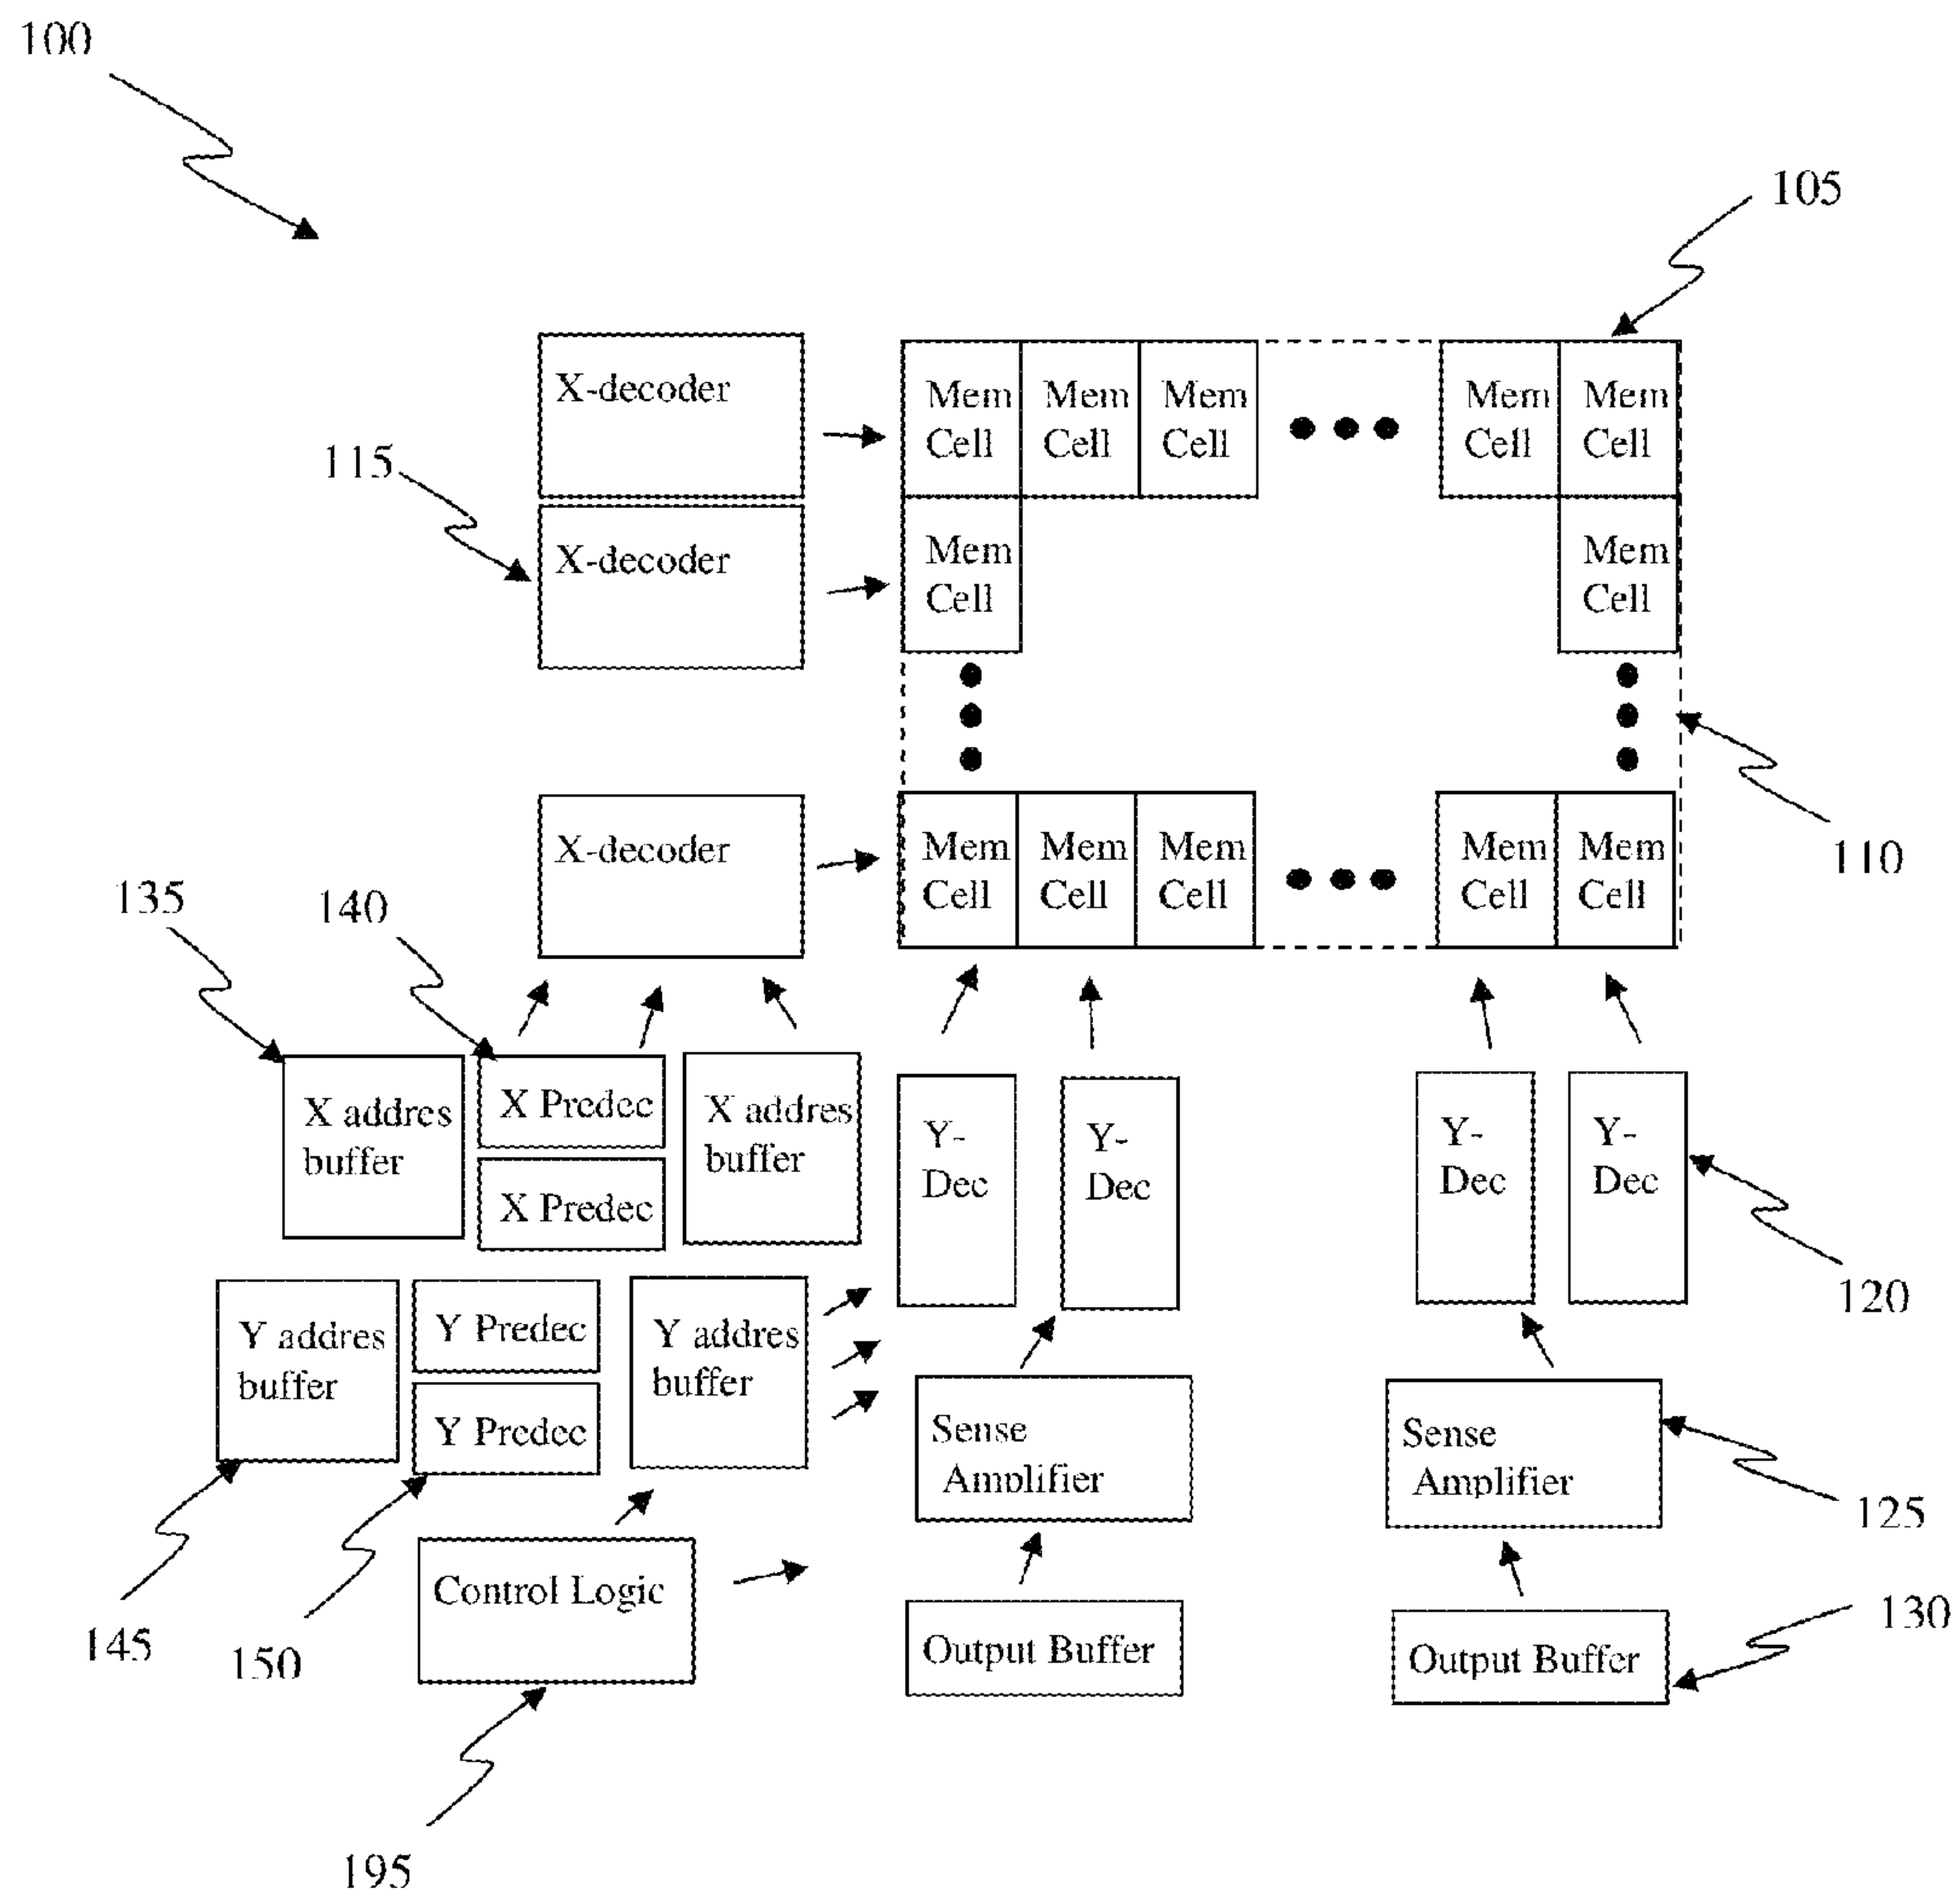 100
105
X-decoder
Mem Cell
Mem Cell
Mem Cell
Mem Cell
Mem Cell
115
X-decoder
Mem Cell
Mem Cell
110
X-decoder
Mem Cell
Mem Cell
Mem Cell
Mem Cell
Mem Cell
135
140
X addres
buffer
X Predec
X Predec
X addres
buffer
Y-
Dec
Y-
Dec
Y-
Dec
Y-
Dec
120
Y addres
buffer
Y Predec
Y Predec
Y addres
buffer
Sense
Amplifier
Sense
Amplifier
125
145
150
Control Logic
Output Buffer
Output Buffer
130
195